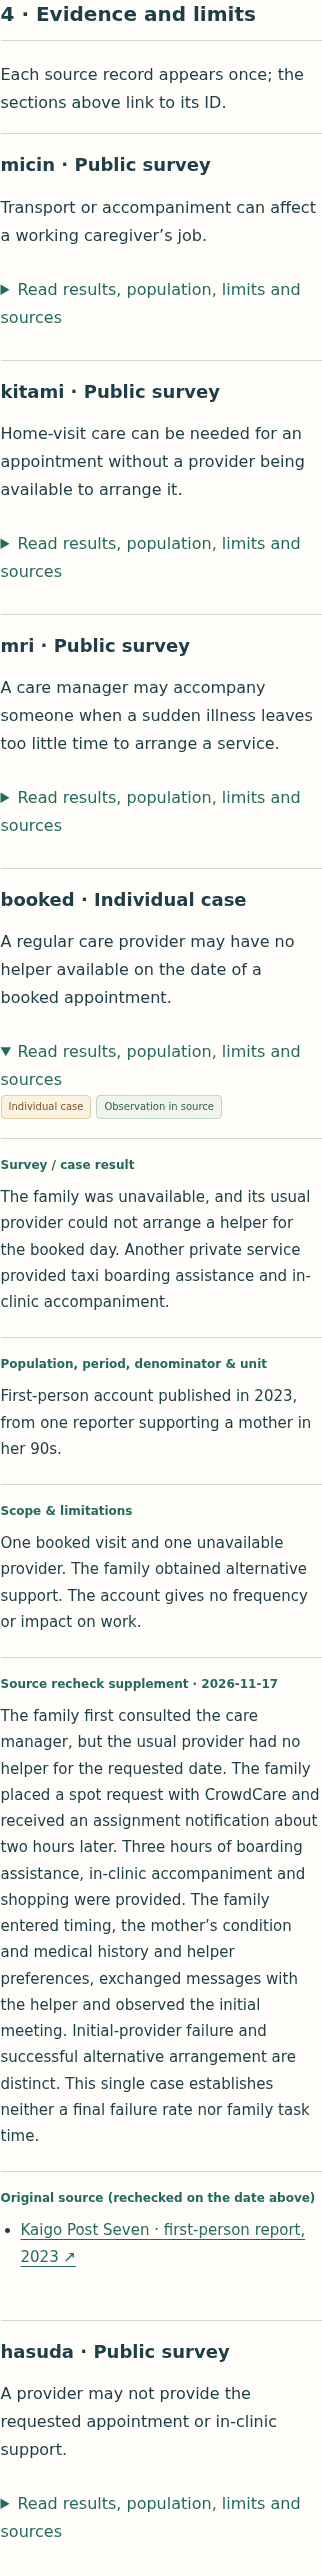 4 · Evidence and limits
Each source record appears once; the
sections above link to its ID.
micin · Public survey
Transport or accompaniment can affect
a working caregiver’s job.
▶ Read results, population, limits and
sources
kitami · Public survey
Home-visit care can be needed for an
appointment without a provider being
available to arrange it.
▶ Read results, population, limits and
sources
mri · Public survey
A care manager may accompany
someone when a sudden illness leaves
too little time to arrange a service.
▶ Read results, population, limits and
sources
booked · Individual case
A regular care provider may have no
helper available on the date of a
booked appointment.
▼ Read results, population, limits and
sources
Individual case Observation in source
Survey / case result
The family was unavailable, and its usual
provider could not arrange a helper for
the booked day. Another private service
provided taxi boarding assistance and in-
clinic accompaniment.
Population, period, denominator & unit
First-person account published in 2023,
from one reporter supporting a mother in
her 90s.
Scope & limitations
One booked visit and one unavailable
provider. The family obtained alternative
support. The account gives no frequency
or impact on work.
Source recheck supplement · 2026-11-17
The family first consulted the care
manager, but the usual provider had no
helper for the requested date. The family
placed a spot request with CrowdCare and
received an assignment notification about
two hours later. Three hours of boarding
assistance, in-clinic accompaniment and
shopping were provided. The family
entered timing, the mother’s condition
and medical history and helper
preferences, exchanged messages with
the helper and observed the initial
meeting. Initial-provider failure and
successful alternative arrangement are
distinct. This single case establishes
neither a final failure rate nor family task
time.
Original source (rechecked on the date above)
• Kaigo Post Seven · first-person report,
2023 ↗
hasuda · Public survey
A provider may not provide the
requested appointment or in-clinic
support.
▶ Read results, population, limits and
sources